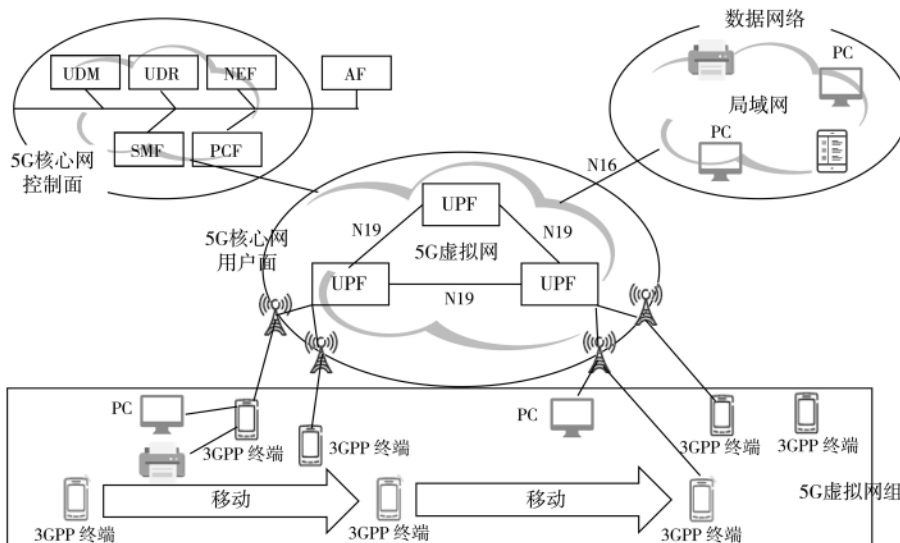 数据网络
UDM
UDR
NEF
AF
PC
局域网
PC
SMF
PCF
5G核心网
控制面
N16
UPF
N19
N19
5G核心网
用户面
5G虚拟网
UPF
UPF
N19
PC
3GPP 终端
3GPP 终端
PC
3GPP 终端
3GPP 终端
移动
移动
5G虚拟网组
3GPP 终端
3GPP 终端
3GPP 终端